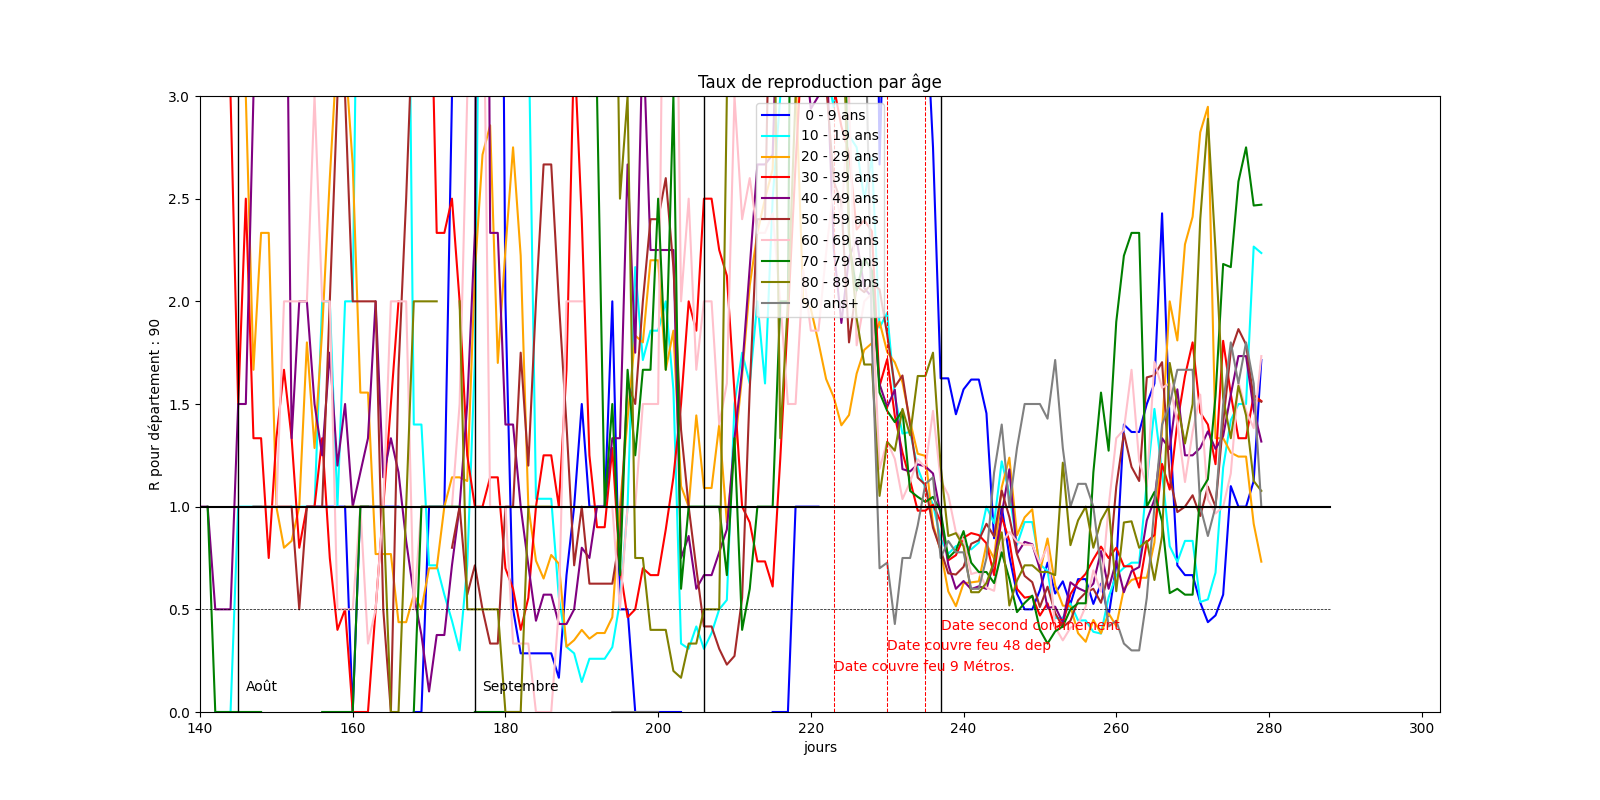 Taux de reproduction par âge
R pour département : 90
3.0
2.5
2.0
1.5
1.0
0.5
0.0
0 - 9 ans
10 - 19 ans
20 - 29 ans
30 - 39 ans
40 - 49 ans
50 - 59 ans
60 - 69 ans
70 - 79 ans
80 - 89 ans
90 ans+
Date second confinement
Date couvre feu 48 dep
Date couvre feu 9 Métros.
Août
Septembre
140
160
180
200
220
240
260
280
300
jours